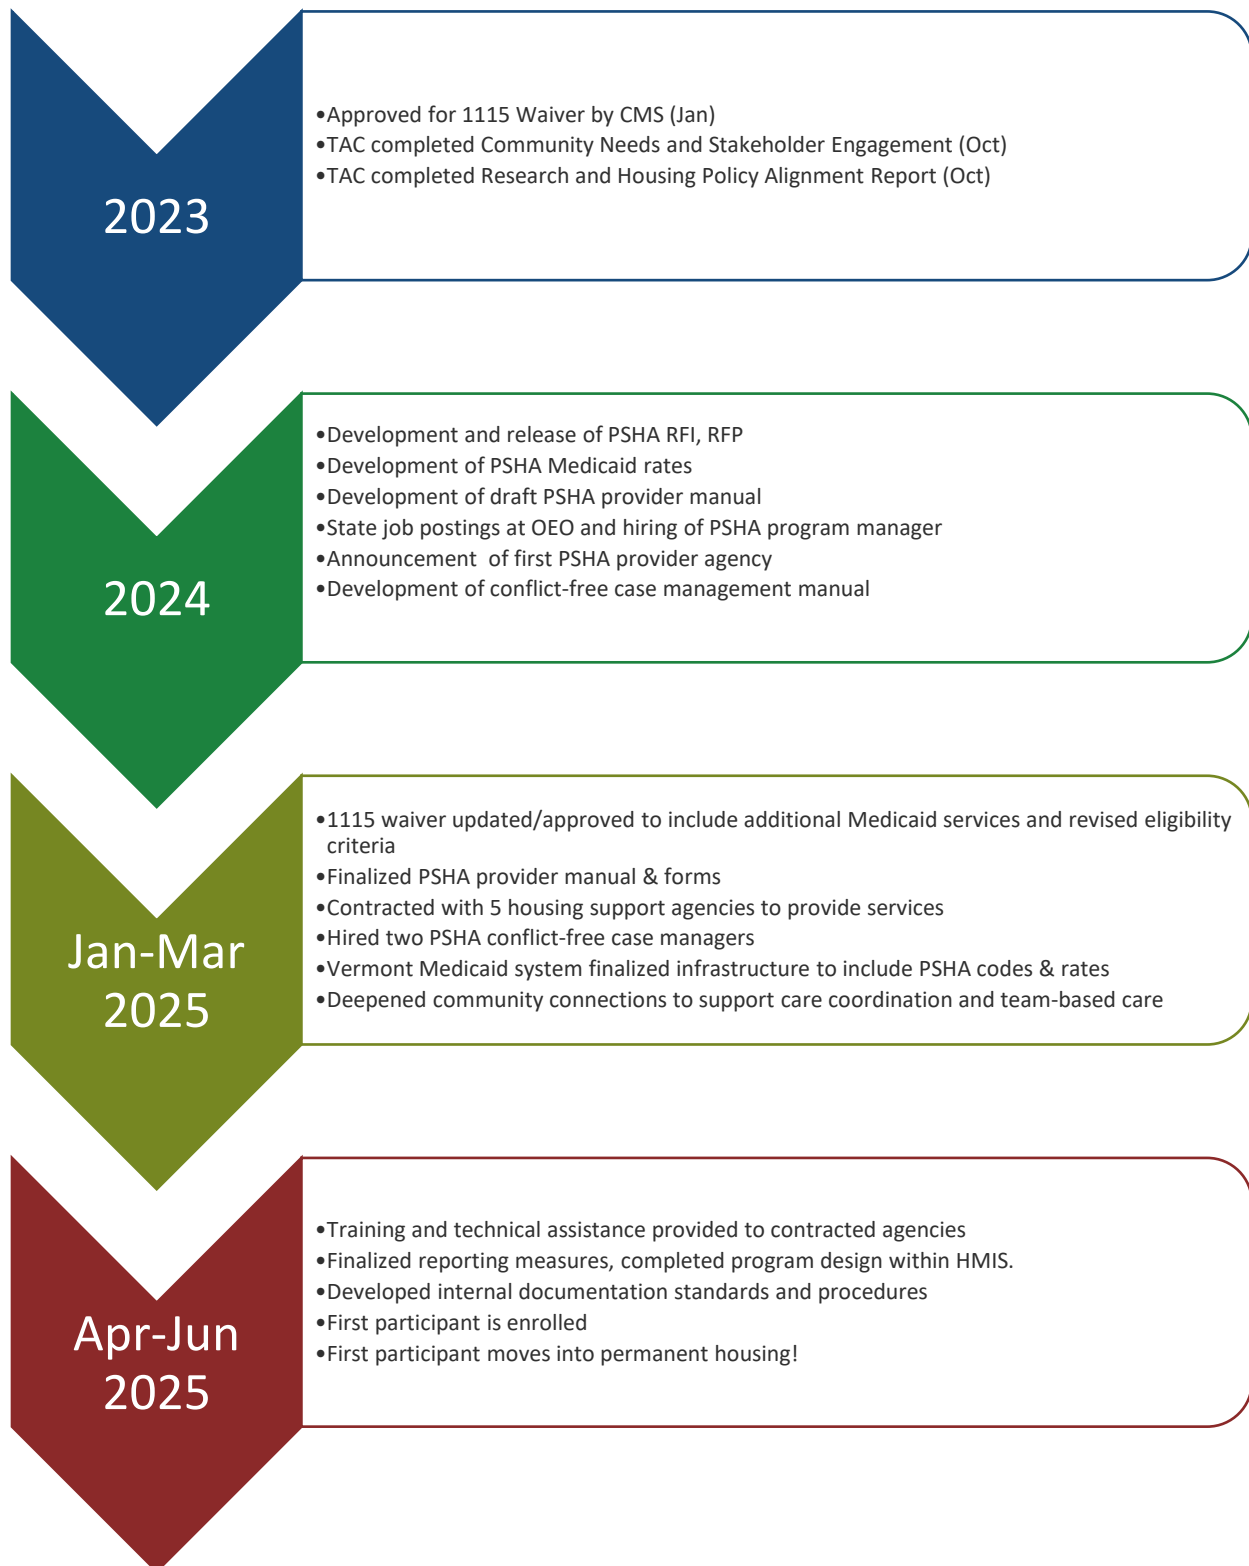 2023
•Approved for 1115 Waiver by CMS (Jan)
•TAC completed Community Needs and Stakeholder Engagement (Oct)
•TAC completed Research and Housing Policy Alignment Report (Oct)
2024
•Development and release of PSHA RFI, RFP
•Development of PSHA Medicaid rates
•Development of draft PSHA provider manual
•State job postings at OEO and hiring of PSHA program manager
•Announcement  of first PSHA provider agency
•Development of conflict-free case management manual
Jan-Mar
2025
•1115 waiver updated/approved to include additional Medicaid services and revised eligibility
criteria
•Finalized PSHA provider manual & forms
•Contracted with 5 housing support agencies to provide services
•Hired two PSHA conflict-free case managers
•Vermont Medicaid system finalized infrastructure to include PSHA codes & rates
•Deepened community connections to support care coordination and team-based care
Apr-Jun
2025
•Training and technical assistance provided to contracted agencies
•Finalized reporting measures, completed program design within HMIS.
•Developed internal documentation standards and procedures
•First participant is enrolled
•First participant moves into permanent housing!